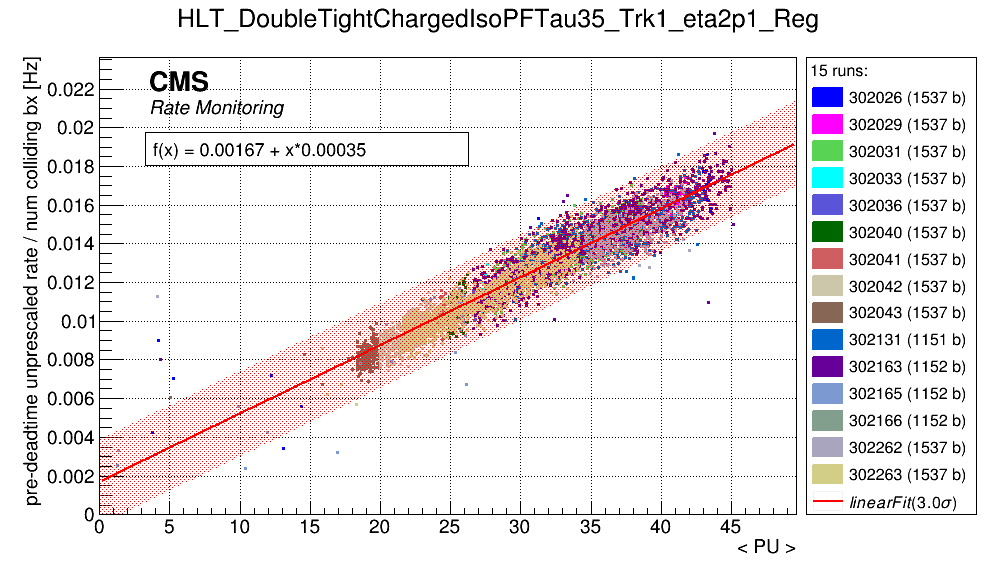 HLT_DoubleTightChargedIsoPFTau35_Trk1_eta2p1_Reg
pre-deadtime unprescaled rate / num colliding bx [Hz]
CMS
Rate Monitoring
f(x) = 0.00167 + x*0.00035
0.022
0.02
0.018
0.016
0.014
0.012
0.01
0.008
0.006
0.004
0.002
0
0 5 10 15 20 25 30 35 40 45
< PU >
15 runs:
302026 (1537 b)
302029 (1537 b)
302031 (1537 b)
302033 (1537 b)
302036 (1537 b)
302040 (1537 b)
302041 (1537 b)
302042 (1537 b)
302043 (1537 b)
302131 (1151 b)
302163 (1152 b)
302165 (1152 b)
302166 (1152 b)
302262 (1537 b)
302263 (1537 b)
linearFit(3.0σ)